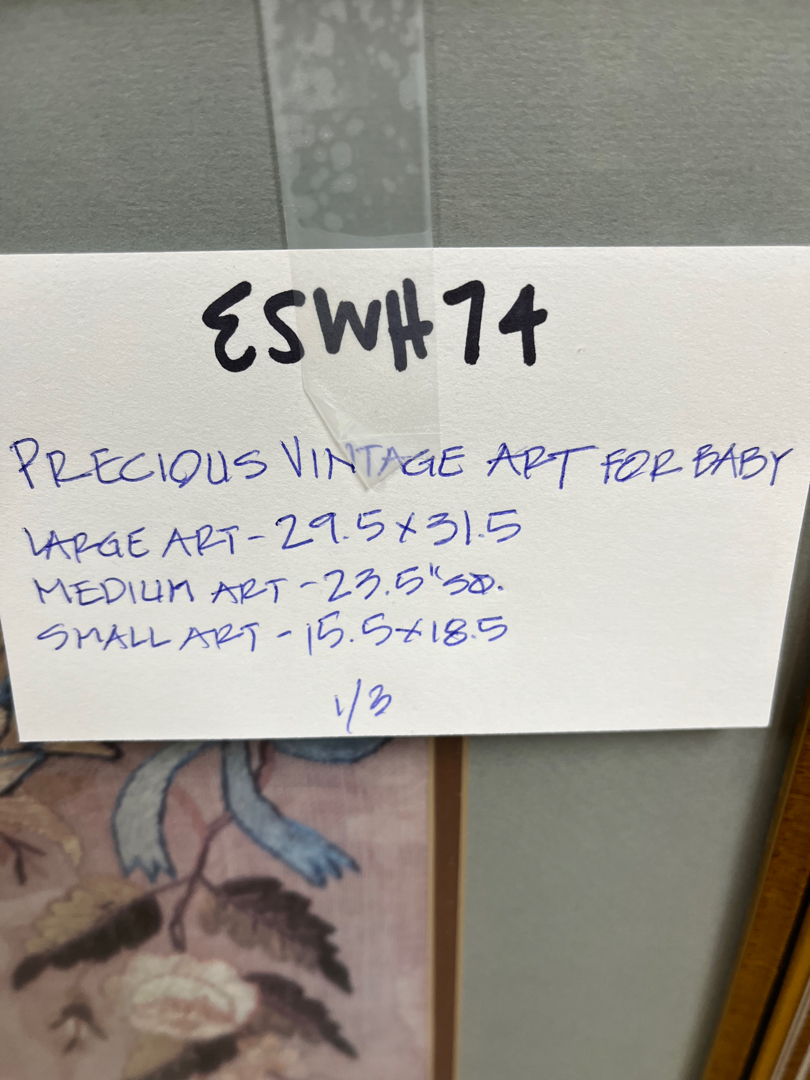 ESWH74
PRECIOUS VINTAGE ART FOR BABY
LARGE ART - 29.5 x 31.5
MEDIUM ART - 23.5" SQ.
SMALL ART - 15.5 x 18.5
1/3